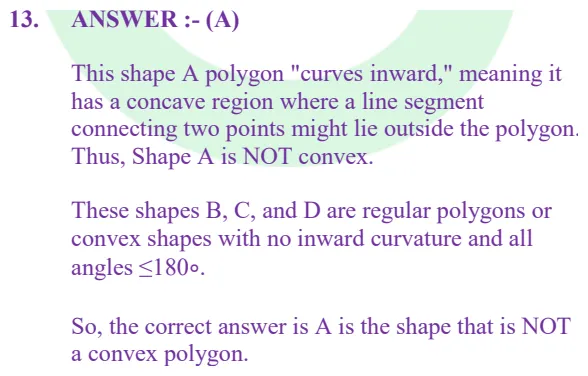 13. ANSWER :- (A)
This shape A polygon "curves inward," meaning it
has a concave region where a line segment
connecting two points might lie outside the polygon.
Thus, Shape A is NOT convex.
These shapes B, C, and D are regular polygons or
convex shapes with no inward curvature and all
angles ≤180∘.
So, the correct answer is A is the shape that is NOT
a convex polygon.